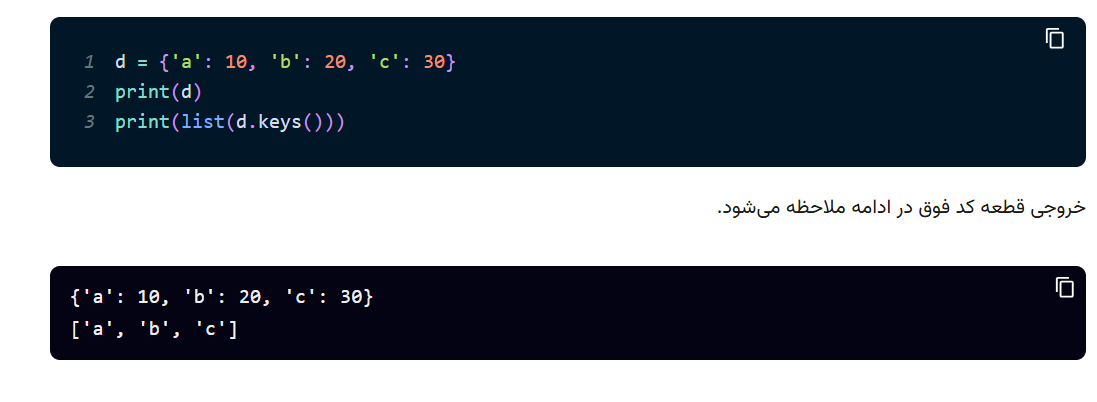 1 d = {'a': 10, 'b': 20, 'c': 30}
2 print(d)
3 print(list(d.keys()))
خروجی قطعه کد فوق در ادامه ملاحظه می‌شود.
{'a': 10, 'b': 20, 'c': 30}
['a', 'b', 'c']